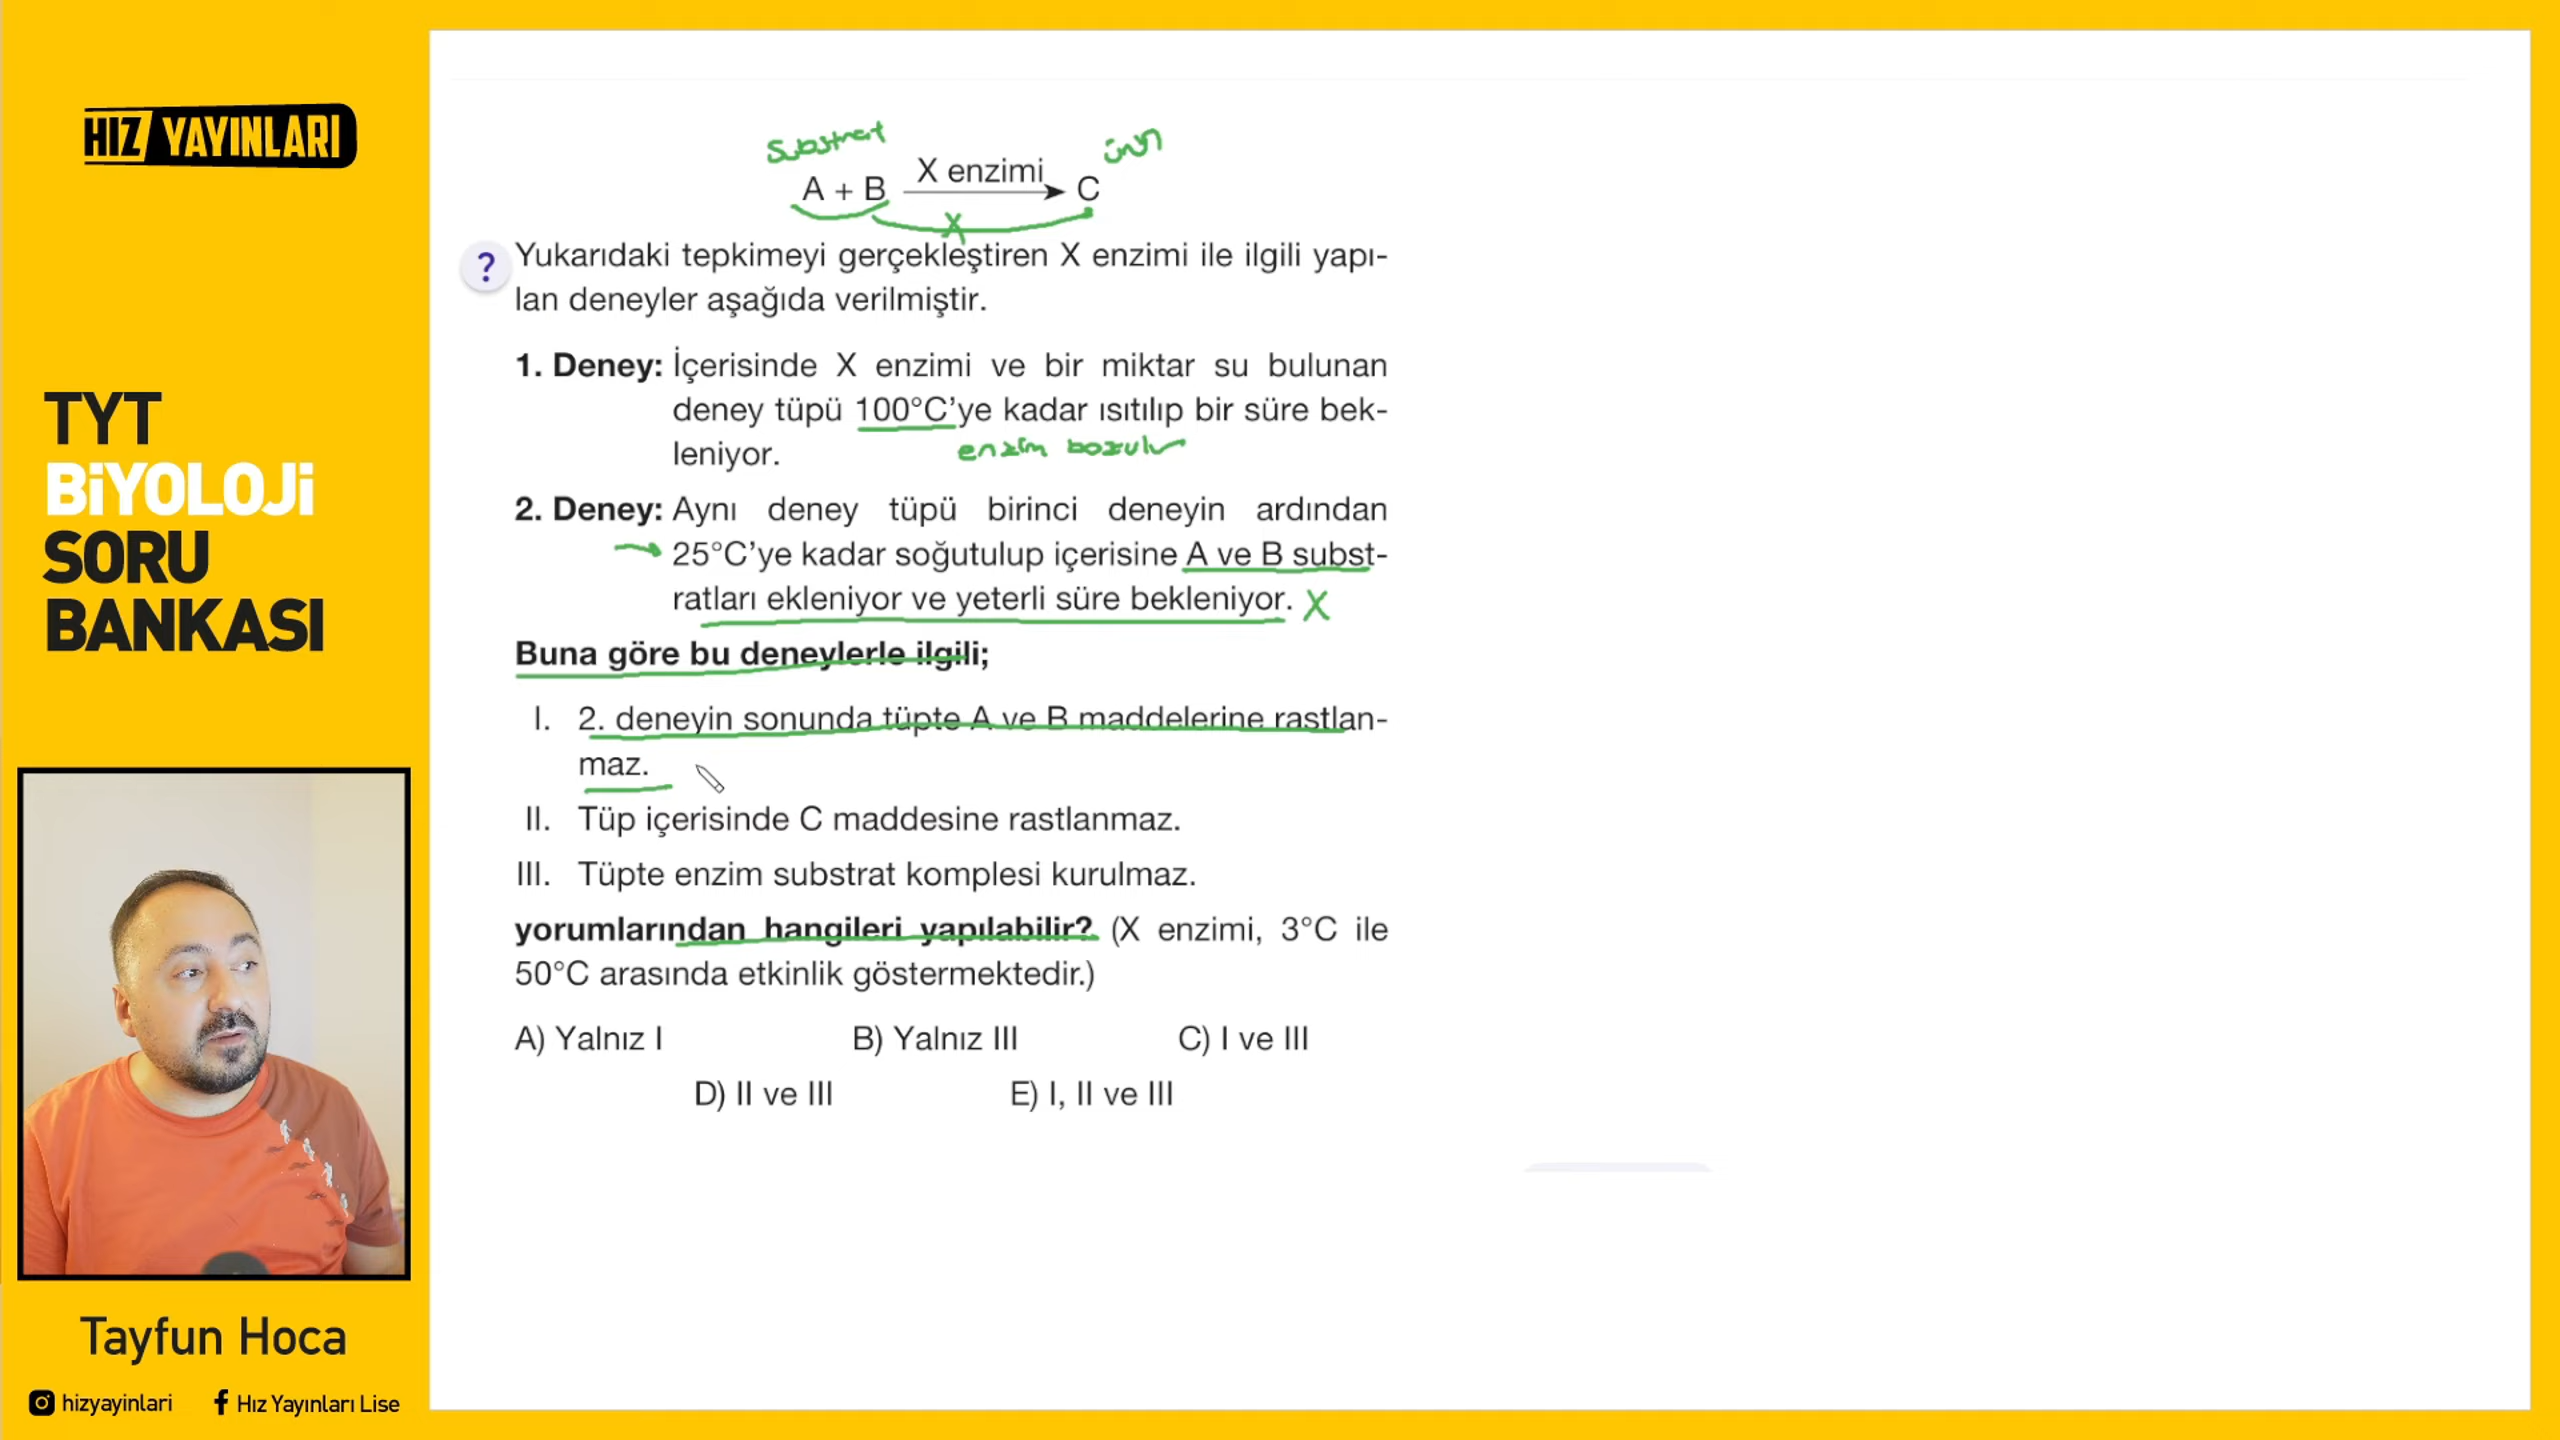 HIZ YAYINLARI
TYT
BiYOLOJi
SORU
BANKASI
Tayfun Hoca
hizyayinlari
Hız Yayınları Lise
substrat
ürün
A + B X enzimi C
X
?
Yukarıdaki tepkimeyi gerçekleştiren X enzimi ile ilgili yapı-
lan deneyler aşağıda verilmiştir.
1. Deney: İçerisinde X enzimi ve bir miktar su bulunan
deney tüpü 100°C’ye kadar ısıtılıp bir süre bek-
leniyor.
enzim bozulur
2. Deney: Aynı deney tüpü birinci deneyin ardından
25°C’ye kadar soğutulup içerisine A ve B subst-
ratları ekleniyor ve yeterli süre bekleniyor. X
Buna göre bu deneylerle ilgili;
I. 2. deneyin sonunda tüpte A ve B maddelerine rastlan-
maz.
II. Tüp içerisinde C maddesine rastlanmaz.
III. Tüpte enzim substrat komplesi kurulmaz.
yorumlarından hangileri yapılabilir? (X enzimi, 3°C ile
50°C arasında etkinlik göstermektedir.)
A) Yalnız I B) Yalnız III C) I ve III
D) II ve III E) I, II ve III